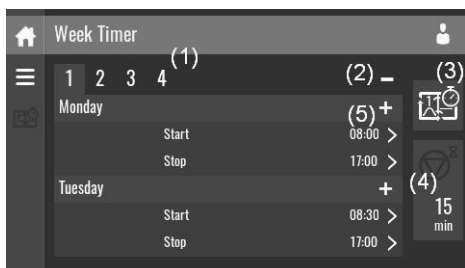 Week Timer
(1)
1 2 3 4 (2) – (3)
Monday (5) +
Start 08:00 >
Stop 17:00 >
Tuesday + (4)
Start 08:30 >
Stop 17:00 >
15
min